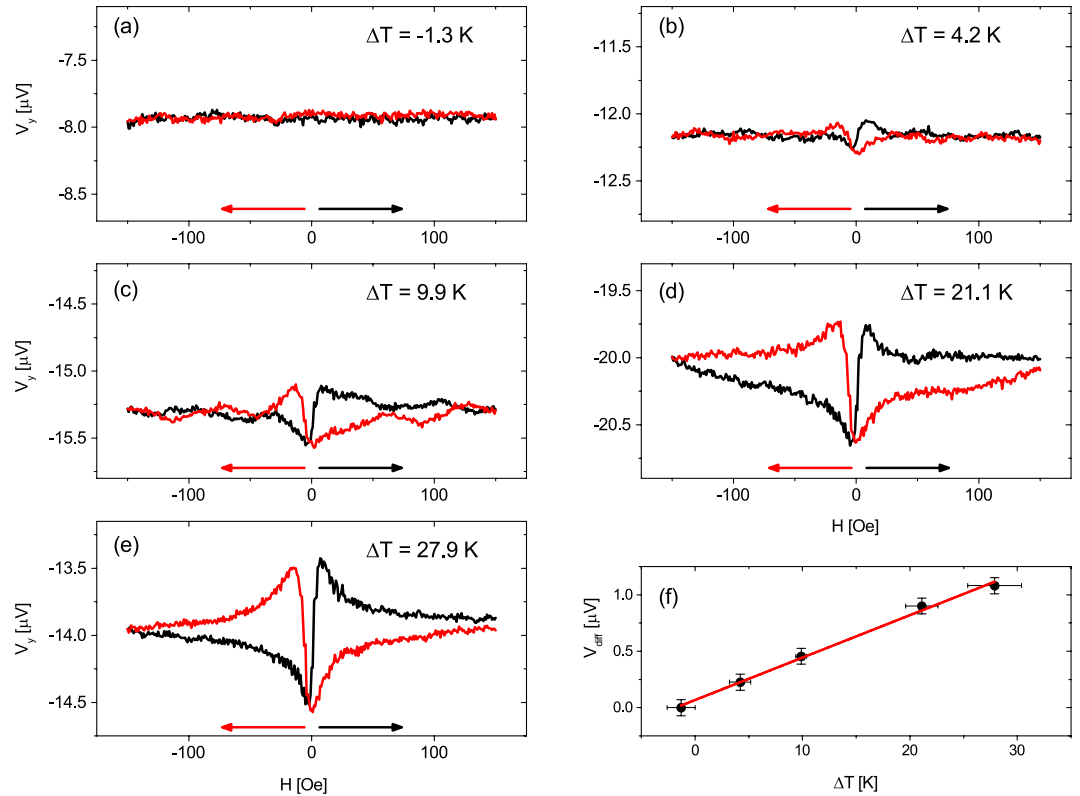 (a)
ΔT = -1.3 K
V_y [µV]
-7.5
-8.0
-8.5
-100 0 100
(b)
ΔT = 4.2 K
-11.5
-12.0
-12.5
-100 0 100
(c)
ΔT = 9.9 K
V_y [µV]
-14.5
-15.0
-15.5
-100 0 100
(d)
ΔT = 21.1 K
-19.5
-20.0
-20.5
-100 0 100
H [Oe]
(e)
ΔT = 27.9 K
V_y [µV]
-13.5
-14.0
-14.5
-100 0 100
H [Oe]
(f)
V_diff [µV]
1.0
0.5
0.0
0 10 20 30
ΔT [K]